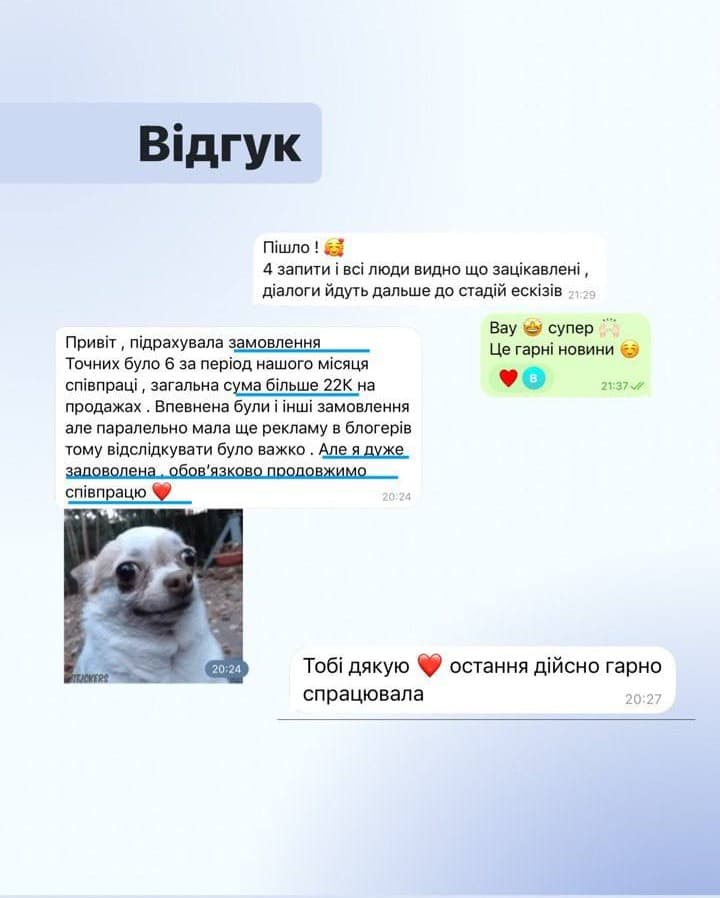 Відгук
Пішло ! 🥰
4 запити і всі люди видно що зацікавлені ,
діалоги йдуть дальше до стадій ескізів 21:29
Вау 🤩 супер 🙌🏻
Це гарні новини ☺️
❤️ В 21:37
Привіт , підрахувала замовлення
Точних було 6 за період нашого місяця
співпраці , загальна сума більше 22К на
продажах . Впевнена були і інші замовлення
але паралельно мала ще рекламу в блогерів
тому відслідкувати було важко . Але я дуже
задоволена , обовʼязково продовжимо
співпрацю ❤️ 20:24
20:24
Тобі дякую ❤️ остання дійсно гарно
спрацювала 20:27